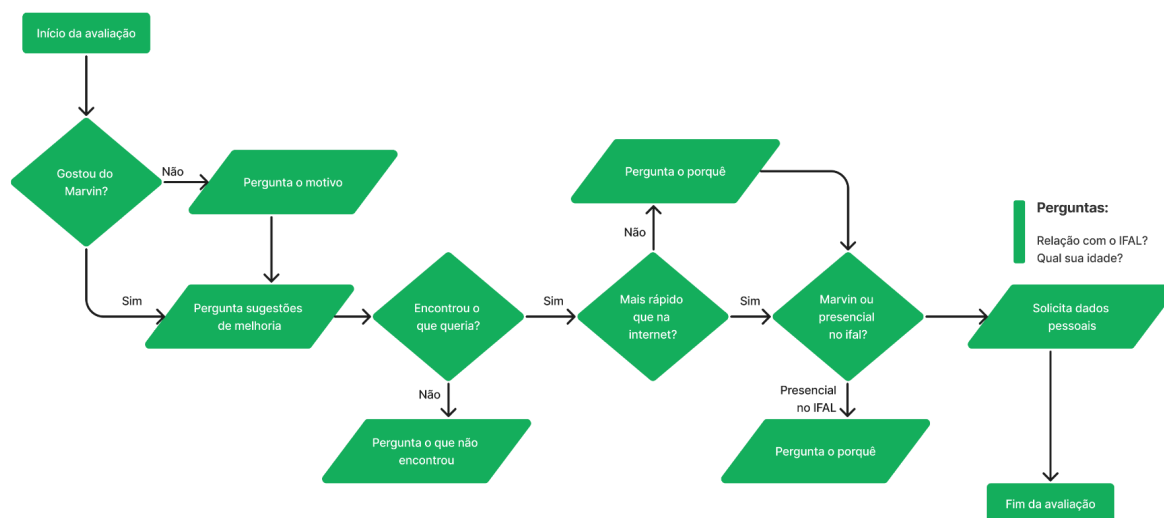 Início da avaliação
Gostou do
Marvin?
Não
Pergunta o motivo
Sim
Pergunta sugestões
de melhoria
Encontrou o
que queria?
Não
Pergunta o que não
encontrou
Sim
Mais rápido
que na
internet?
Não
Pergunta o porquê
Sim
Marvin ou
presencial
no ifal?
Presencial
no IFAL
Pergunta o porquê
Perguntas:
Relação com o IFAL?
Qual sua idade?
Solicita dados
pessoais
Fim da avaliação